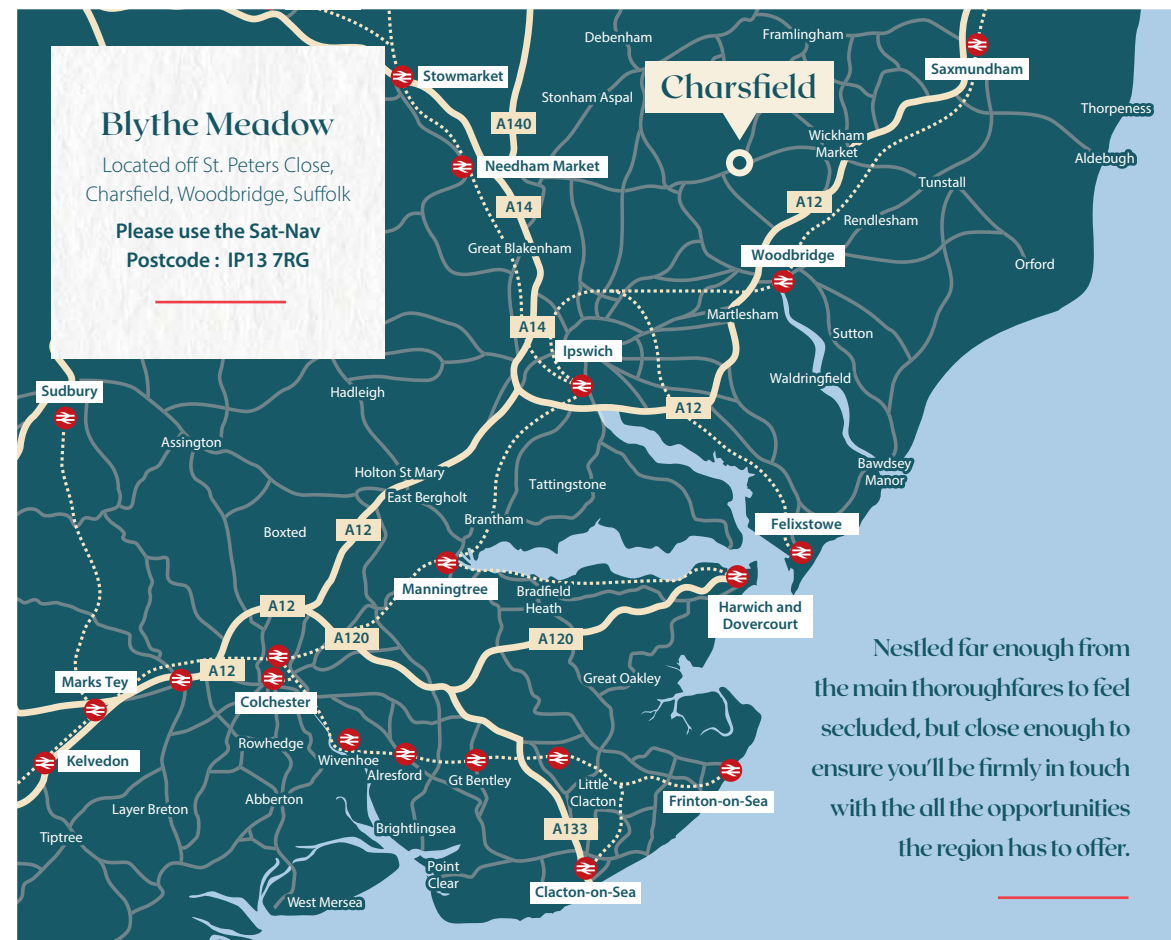 Blythe Meadow
Located off St. Peters Close,
Charsfield, Woodbridge, Suffolk
Please use the Sat-Nav
Postcode : IP13 7RG
Debenham
Framlingham
Saxmundham
Stowmarket
Charsfield
Stonham Aspal
Thorpeness
A140
Wickham
Market
Aldebugh
Needham Market
Tunstall
A14
A12
Rendlesham
Great Blakenham
Woodbridge
Orford
Martlesham
A14
Sutton
Ipswich
Waldringfield
Sudbury
Hadleigh
A12
Assington
Holton St Mary
Bawdsey
Manor
Tattingstone
East Bergholt
Brantham
Felixstowe
Boxted
A12
Manningtree
Bradfield
Heath
Harwich and
Dovercourt
A12
A120
A120
A12
Marks Tey
Great Oakley
Colchester
Rowhedge
Wivenhoe
Kelvedon
Alresford
Gt Bentley
Little
Clacton
Frinton-on-Sea
Abberton
Layer Breton
Tiptree
Brightlingsea
A133
Point
Clear
Clacton-on-Sea
West Mersea
Nestled far enough from
the main thoroughfares to feel
secluded, but close enough to
ensure you'll be firmly in touch
with the all the opportunities
the region has to offer.